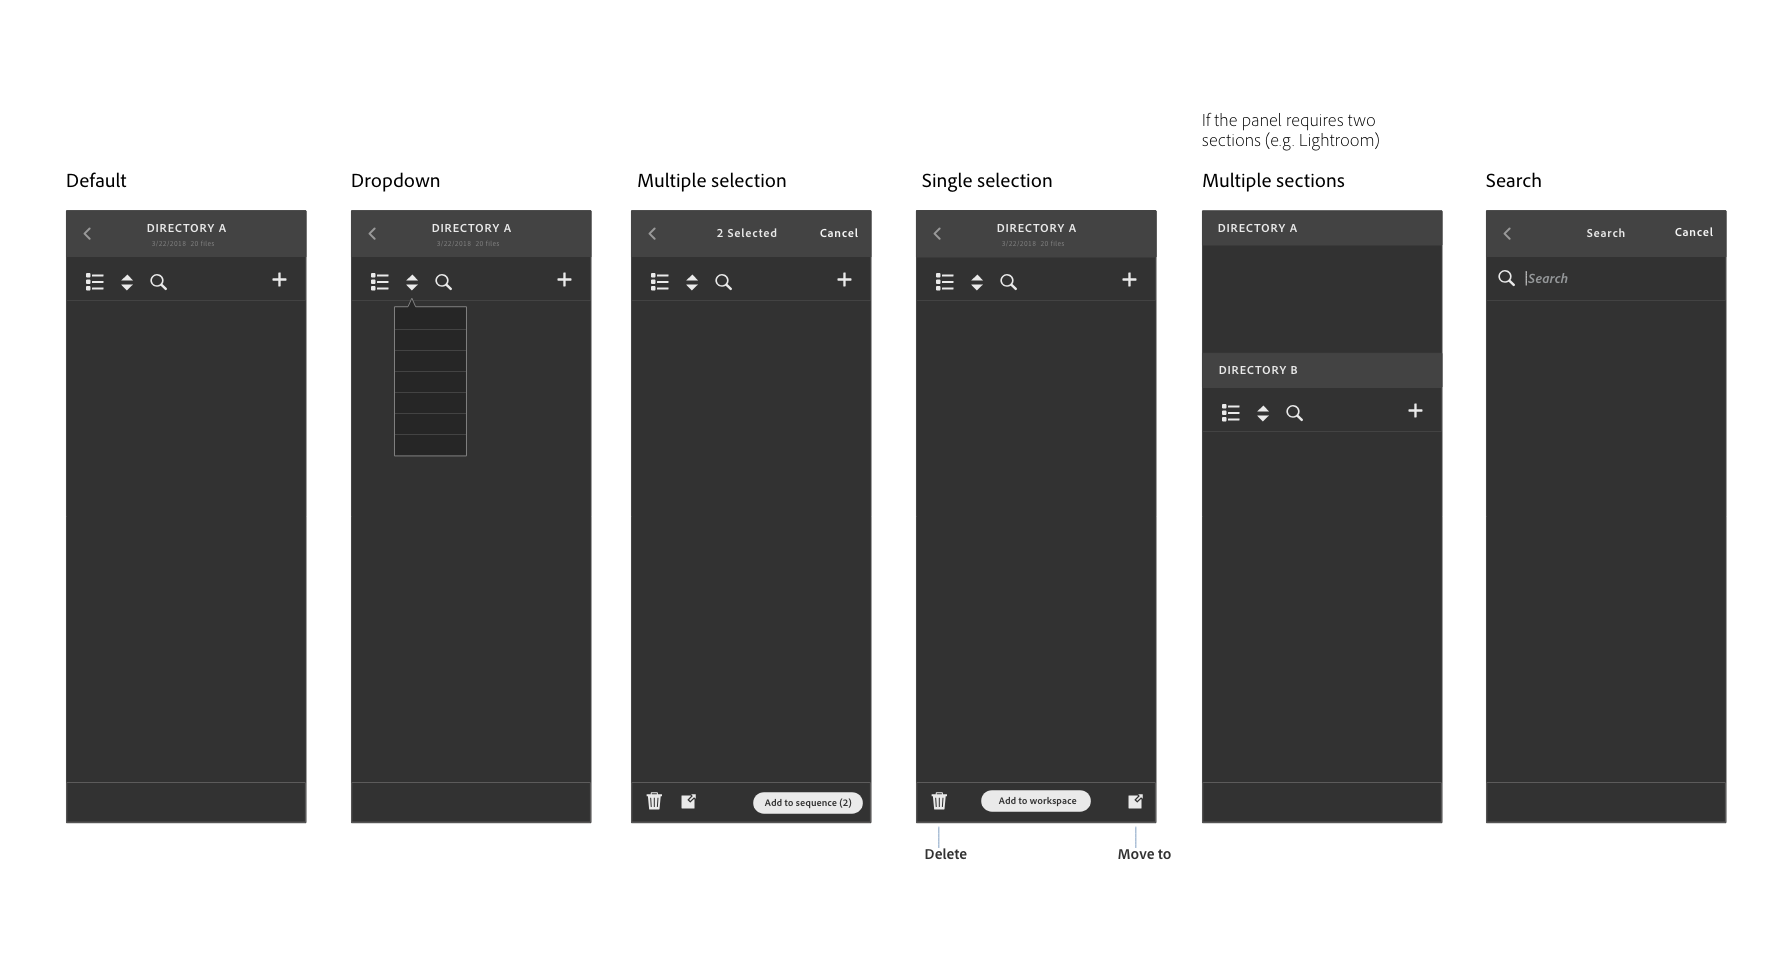 If the panel requires two
sections (e.g. Lightroom)
Default
Dropdown
Multiple selection
Single selection
Multiple sections
Search
DIRECTORY A
3/22/2018 20 files
DIRECTORY A
3/22/2018 20 files
2 Selected
Cancel
Add to sequence (2)
DIRECTORY A
3/22/2018 20 files
Add to workspace
Delete
Move to
DIRECTORY A
DIRECTORY B
Search
Cancel
Search